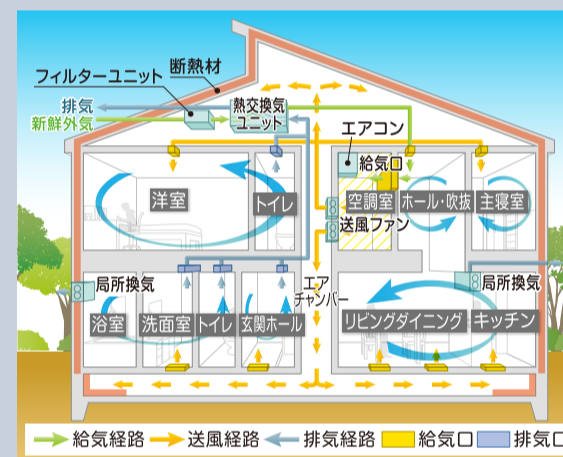 断熱材
フィルターユニット
排気
新鮮外気
熱交換気
ユニット
エアコン
給気口
洋室
トイレ
空調室
ホール・吹抜
主寝室
送風ファン
局所換気
エア
チャンバー
局所換気
浴室
洗面室
トイレ
玄関ホール
リビングダイニング
キッチン
給気経路
送風経路
排気経路
給気口
排気口